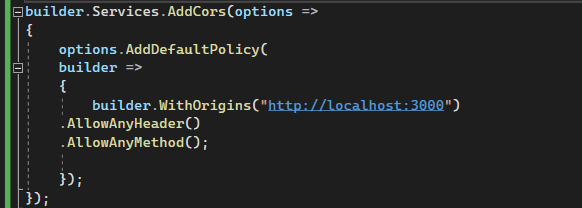 builder.Services.AddCors(options =>
{
    options.AddDefaultPolicy(
    builder =>
    {
        builder.WithOrigins("http://localhost:3000")
    .AllowAnyHeader()
    .AllowAnyMethod();
    });
});